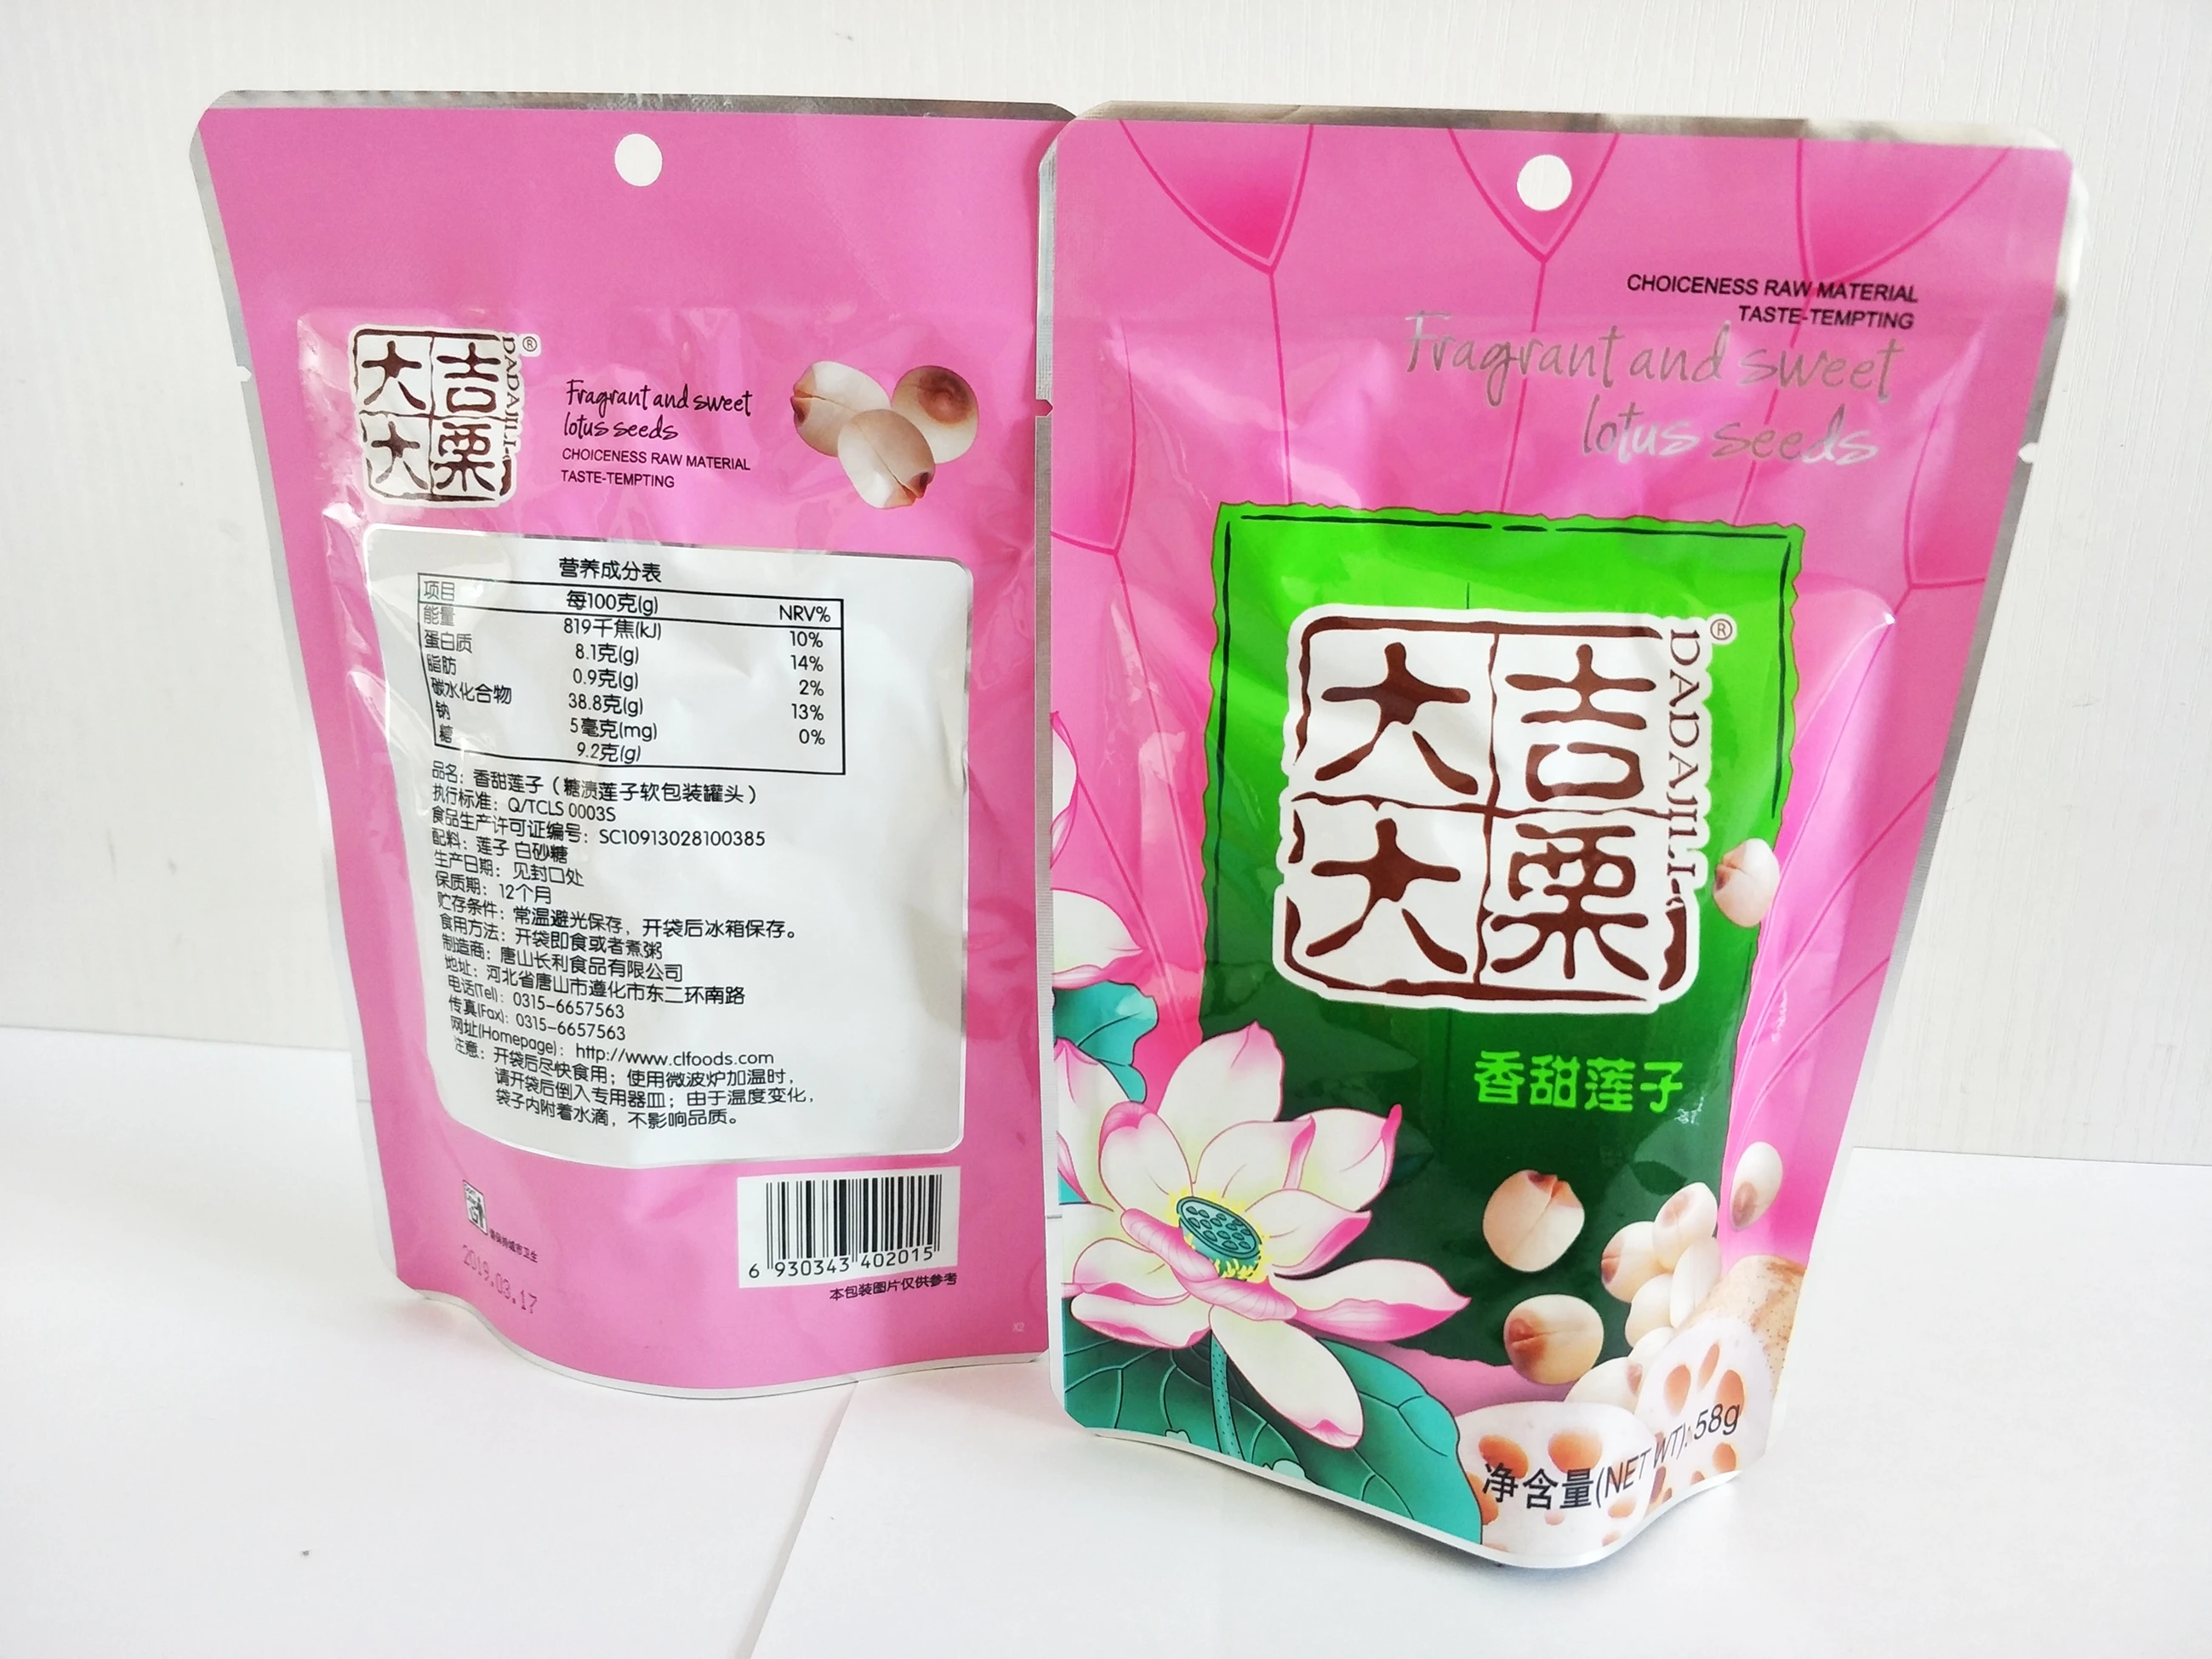 大吉
大栗
DADAJILI
®
Fragrant and sweet
lotus seeds
CHOICENESS RAW MATERIAL
TASTE-TEMPTING
营养成分表
项目 每100克(g) NRV%
能量 819千焦(kJ) 10%
蛋白质 8.1克(g) 14%
脂肪 0.9克(g) 2%
碳水化合物 38.8克(g) 13%
钠 5毫克(mg) 0%
糖 9.2克(g)
品名：香甜莲子（糖渍莲子软包装罐头）
执行标准：Q/TCLS 0003S
食品生产许可证编号：SC10913028100385
配料：莲子 白砂糖
生产日期：见封口处
保质期：12个月
贮存条件：常温避光保存，开袋后冰箱保存。
食用方法：开袋即食或者煮粥
制造商：唐山长利食品有限公司
地址：河北省唐山市遵化市东二环南路
电话(Tel)：0315-6657563
传真(Fax)：0315-6657563
网址(Homepage)：http://www.clfoods.com
注意：开袋后尽快食用；使用微波炉加温时，
请开袋后倒入专用器皿；由于温度变化，
袋子内附着水滴，不影响品质。
请保持城市卫生
2019.03.17
6 930343 402015
本包装图片仅供参考
CHOICENESS RAW MATERIAL
TASTE-TEMPTING
Fragrant and sweet
lotus seeds
大吉
大栗
DADAJILI
®
香甜莲子
净含量(NET WT):58g